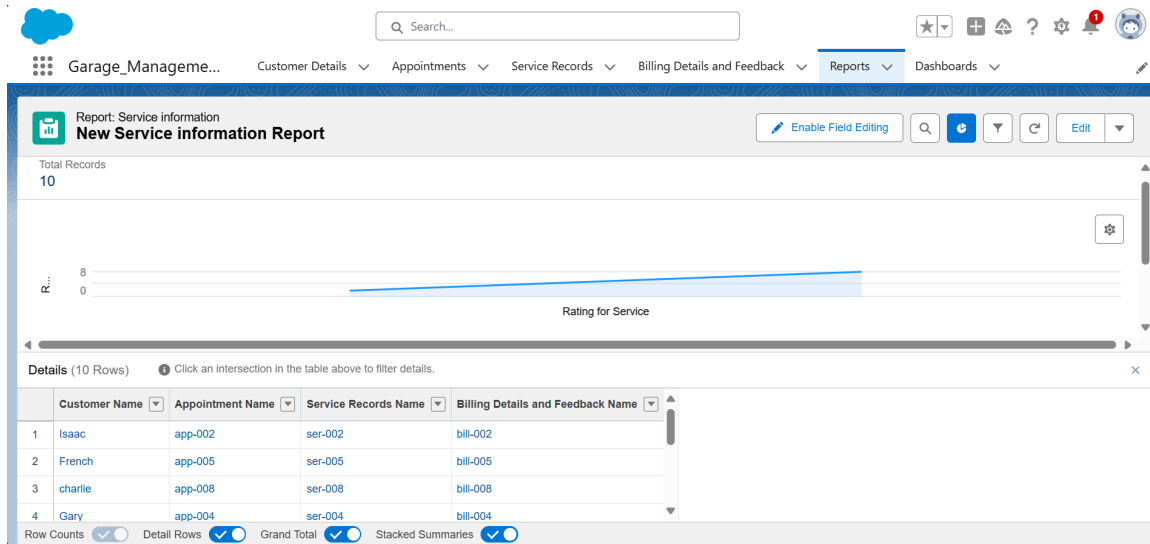 Search...
1
Garage_Manageme... Customer Details Appointments Service Records Billing Details and Feedback Reports Dashboards
Report: Service information
New Service information Report
Enable Field Editing Edit
Total Records
10
8
R...
0
Rating for Service
Details (10 Rows) Click an intersection in the table above to filter details.
Customer Name Appointment Name Service Records Name Billing Details and Feedback Name
1 Isaac app-002 ser-002 bill-002
2 French app-005 ser-005 bill-005
3 charlie app-008 ser-008 bill-008
4 Gary app-004 ser-004 bill-004
Row Counts Detail Rows Grand Total Stacked Summaries